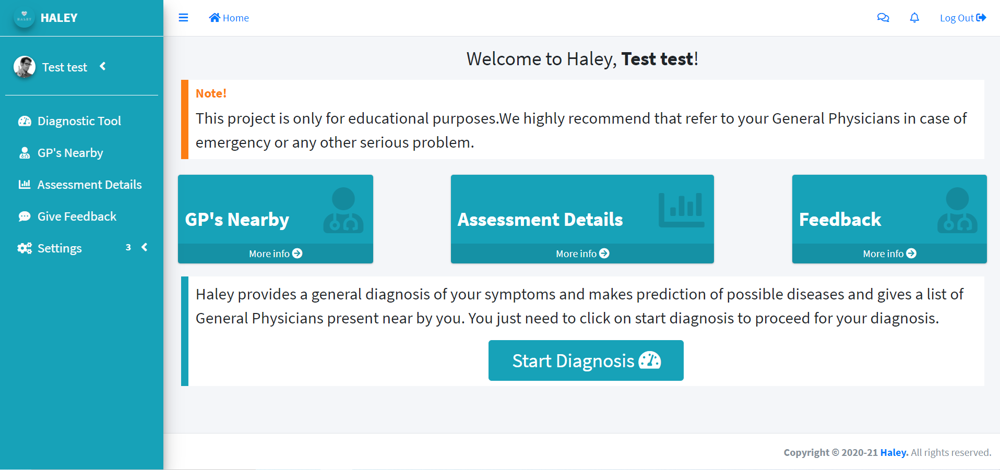 HALEY
HALEY
Home
Log Out
Test test
Diagnostic Tool
GP's Nearby
Assessment Details
Give Feedback
Settings 3
Welcome to Haley, Test test!
Note!
This project is only for educational purposes.We highly recommend that refer to your General Physicians in case of
emergency or any other serious problem.
GP's Nearby
More info
Assessment Details
More info
Feedback
More info
Haley provides a general diagnosis of your symptoms and makes prediction of possible diseases and gives a list of
General Physicians present near by you. You just need to click on start diagnosis to proceed for your diagnosis.
Start Diagnosis
Copyright © 2020-21 Haley. All rights reserved.